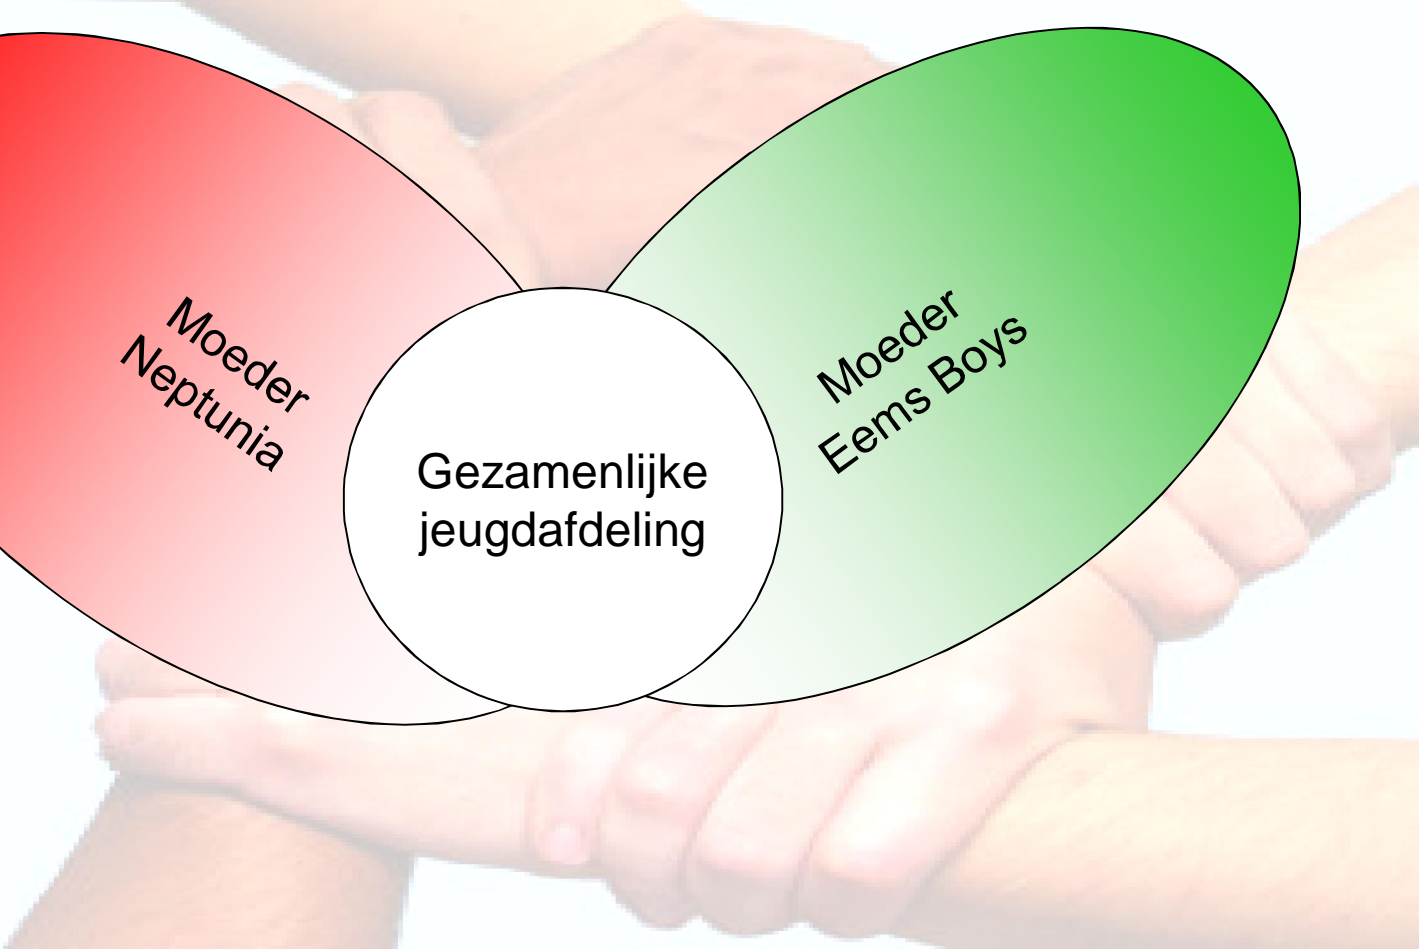 Moeder
Neptunia
Gezamenlijke
jeugdafdeling
Moeder
Eems Boys